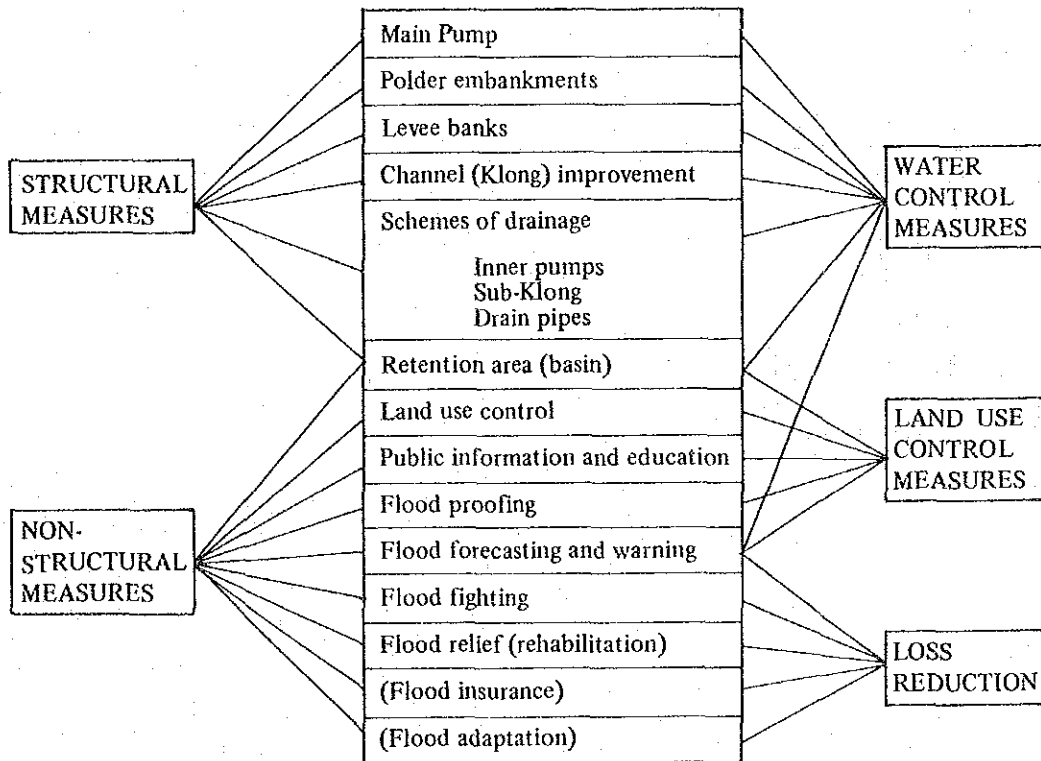 Main Pump
Polder embankments
Levee banks
Channel (Klong) improvement
Schemes of drainage
Inner pumps
Sub-Klong
Drain pipes
Retention area (basin)
Land use control
Public information and education
Flood proofing
Flood forecasting and warning
Flood fighting
Flood relief (rehabilitation)
(Flood insurance)
(Flood adaptation)
STRUCTURAL
MEASURES
NON-
STRUCTURAL
MEASURES
WATER
CONTROL
MEASURES
LAND USE
CONTROL
MEASURES
LOSS
REDUCTION